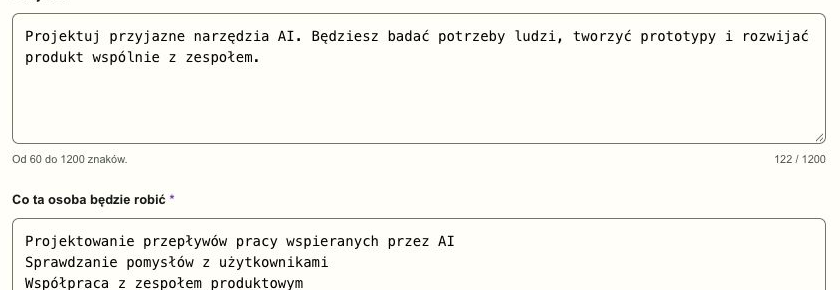 Projektuj przyjazne narzędzia AI. Będziesz badać potrzeby ludzi, tworzyć prototypy i rozwijać
produkt wspólnie z zespołem.
Od 60 do 1200 znaków.
122 / 1200
Co ta osoba będzie robić *
Projektowanie przepływów pracy wspieranych przez AI
Sprawdzanie pomysłów z użytkownikami
Współpraca z zespołem produktowym